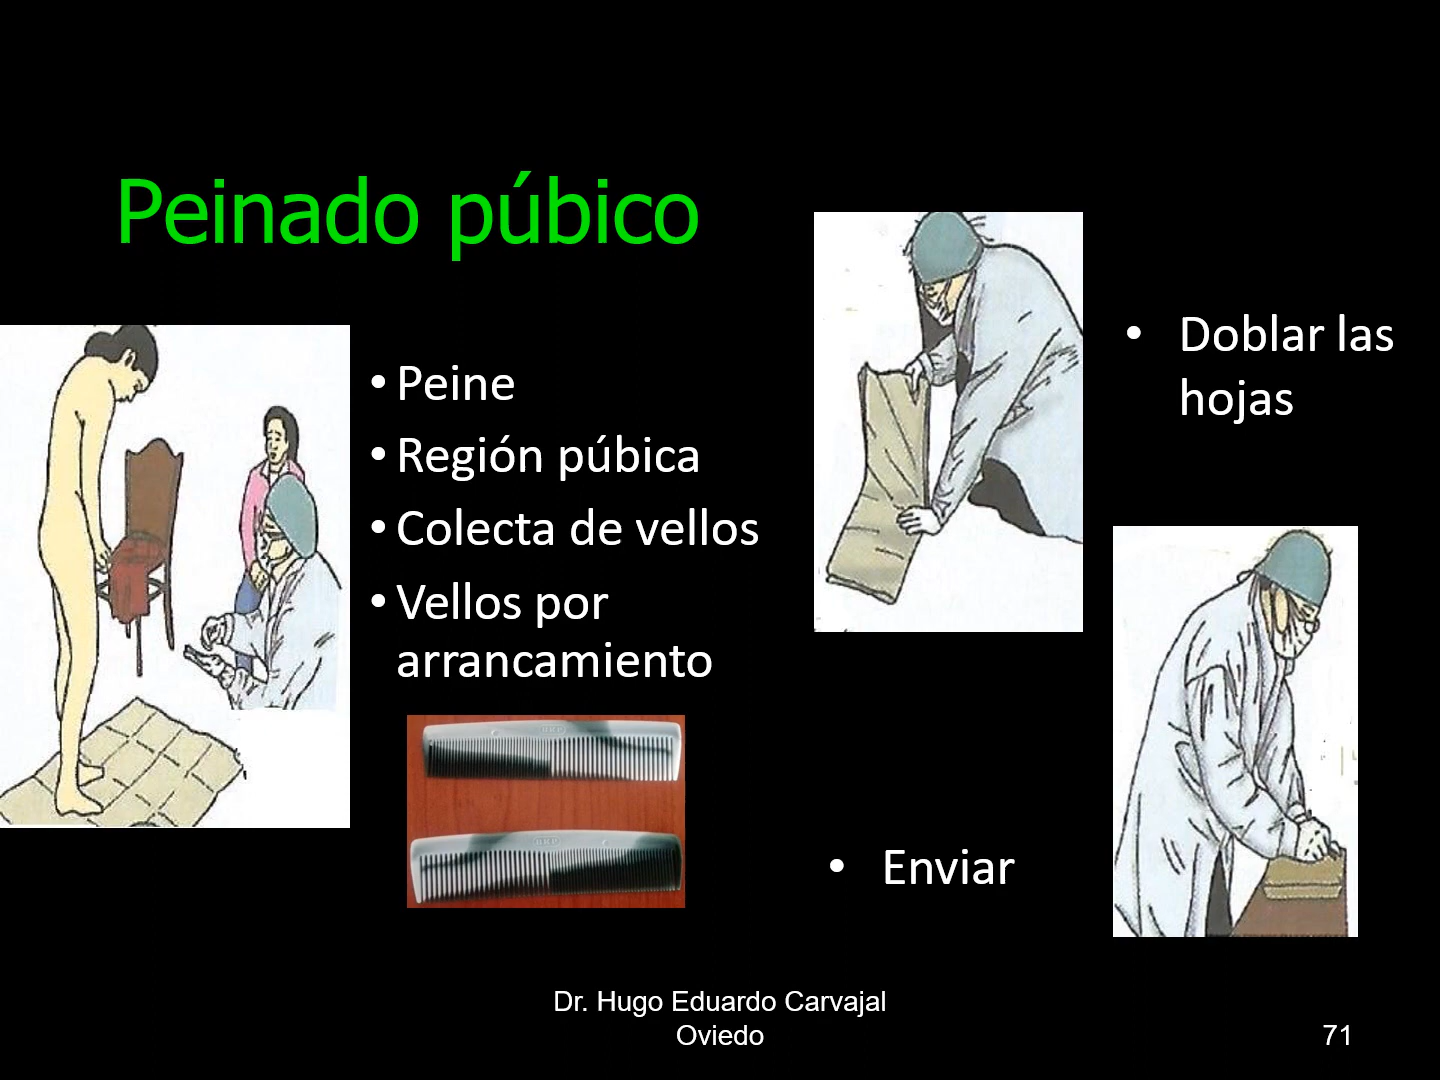 Peinado púbico
• Peine
• Región púbica
• Colecta de vellos
• Vellos por
arrancamiento
• Doblar las
hojas
• Enviar
Dr. Hugo Eduardo Carvajal
Oviedo
71